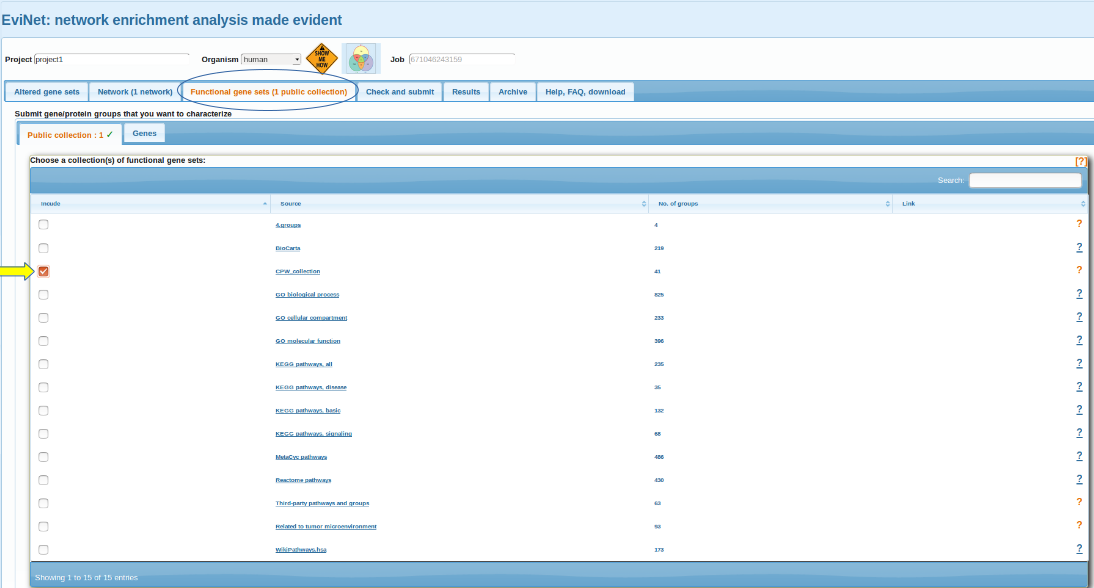 EviNet: network enrichment analysis made evident
Project project1 Organism human SHOW ME HOW Job 671046243159
Altered gene sets Network (1 network) Functional gene sets (1 public collection) Check and submit Results Archive Help, FAQ, download
Submit gene/protein groups that you want to characterize
Public collection : 1 ✓ Genes
Choose a collection(s) of functional gene sets: [?]
Search:
Include Source No. of groups Link
4groups 4 ?
BioCarta 219 ?
CPW_collection 41 ?
GO biological process 825 ?
GO cellular compartment 233 ?
GO molecular function 396 ?
KEGG pathways, all 235 ?
KEGG pathways, disease 35 ?
KEGG pathways, basic 132 ?
KEGG pathways, signaling 68 ?
MetaCyc pathways 486 ?
Reactome pathways 430 ?
Third-party pathways and groups 63 ?
Related to tumor microenvironment 93 ?
WikiPathways.hsa 173 ?
Showing 1 to 15 of 15 entries